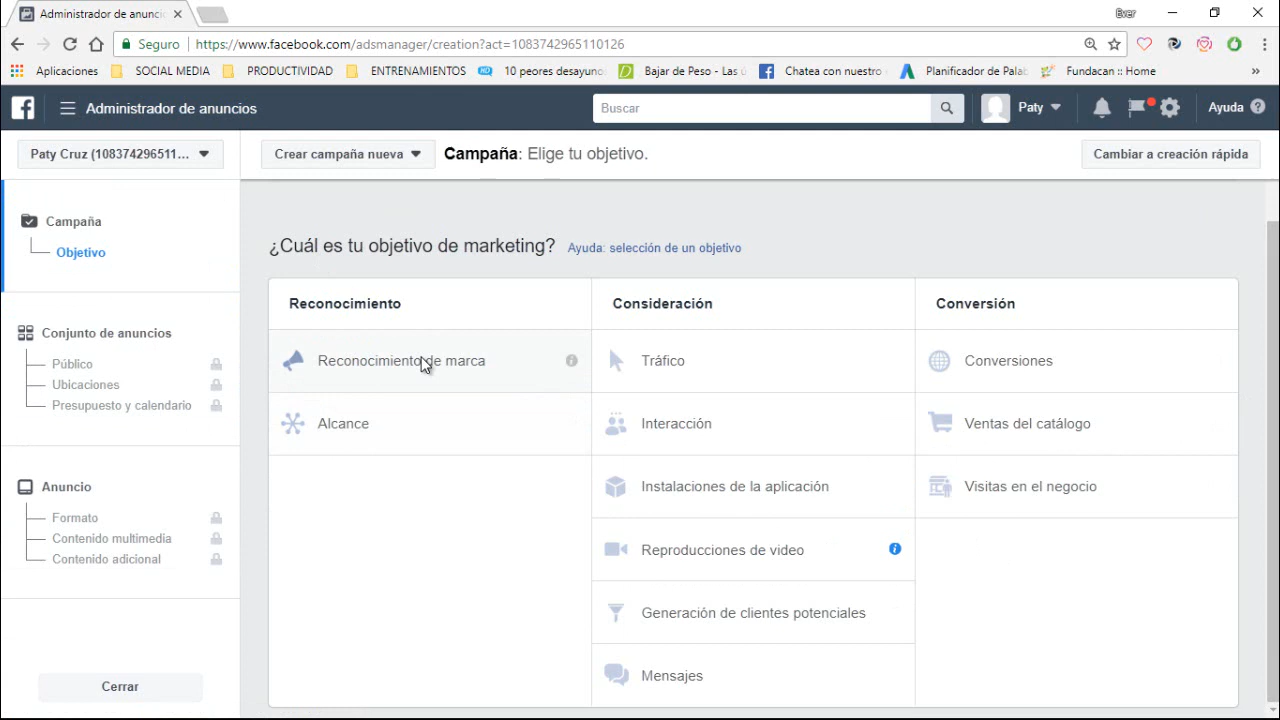 Administrador de anunci
Ever
Seguro
https://www.facebook.com/adsmanager/creation?act=1083742965110126
Aplicaciones
SOCIAL MEDIA
PRODUCTIVIDAD
ENTRENAMIENTOS
10 peores desayuno
Bajar de Peso - Las ú
Chatea con nuestro
Planificador de Palab
Fundacan :: Home
»
Administrador de anuncios
Buscar
Paty
Ayuda
Paty Cruz (108374296511...
Crear campaña nueva
Campaña: Elige tu objetivo.
Cambiar a creación rápida
Campaña
Objetivo
Conjunto de anuncios
Público
Ubicaciones
Presupuesto y calendario
Anuncio
Formato
Contenido multimedia
Contenido adicional
Cerrar
¿Cuál es tu objetivo de marketing?
Ayuda: selección de un objetivo
Reconocimiento
Consideración
Conversión
Reconocimiento de marca
Tráfico
Conversiones
Alcance
Interacción
Ventas del catálogo
Instalaciones de la aplicación
Visitas en el negocio
Reproducciones de video
Generación de clientes potenciales
Mensajes